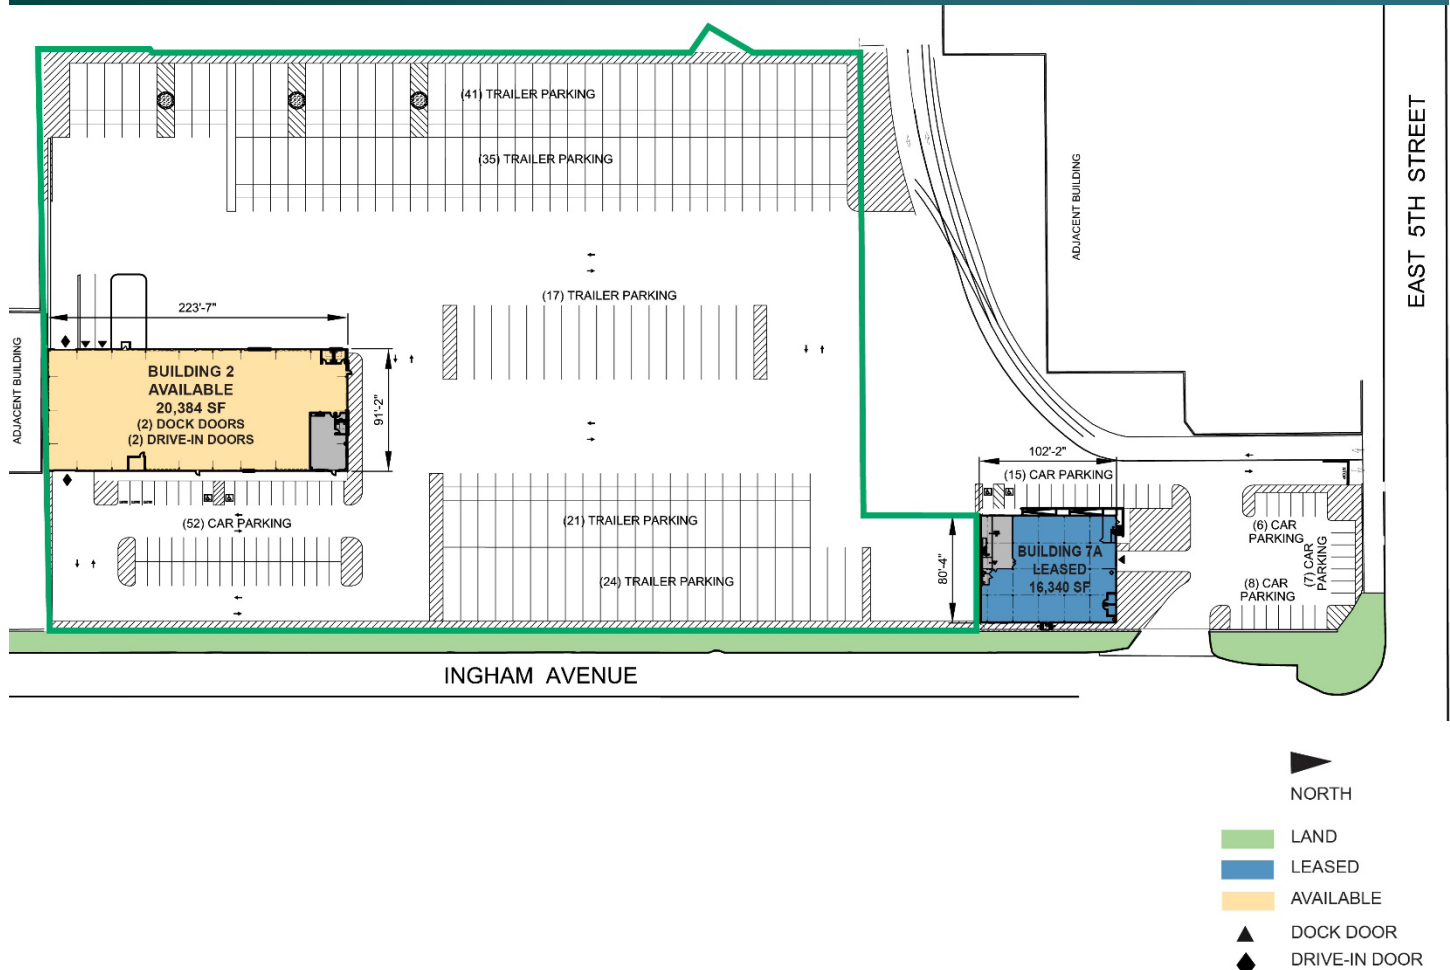 (41) TRAILER PARKING
(35) TRAILER PARKING
ADJACENT BUILDING
EAST 5TH STREET
(17) TRAILER PARKING
223'-7"
ADJACENT BUILDING
BUILDING 2
AVAILABLE
20,384 SF
(2) DOCK DOORS
(2) DRIVE-IN DOORS
91'-2"
102'-2"
(15) CAR PARKING
(52) CAR PARKING
(21) TRAILER PARKING
(24) TRAILER PARKING
80'-4"
BUILDING 7A
LEASED
16,340 SF
(6) CAR
PARKING
(7) CAR
PARKING
(8) CAR
PARKING
INGHAM AVENUE
NORTH
LAND
LEASED
AVAILABLE
DOCK DOOR
DRIVE-IN DOOR